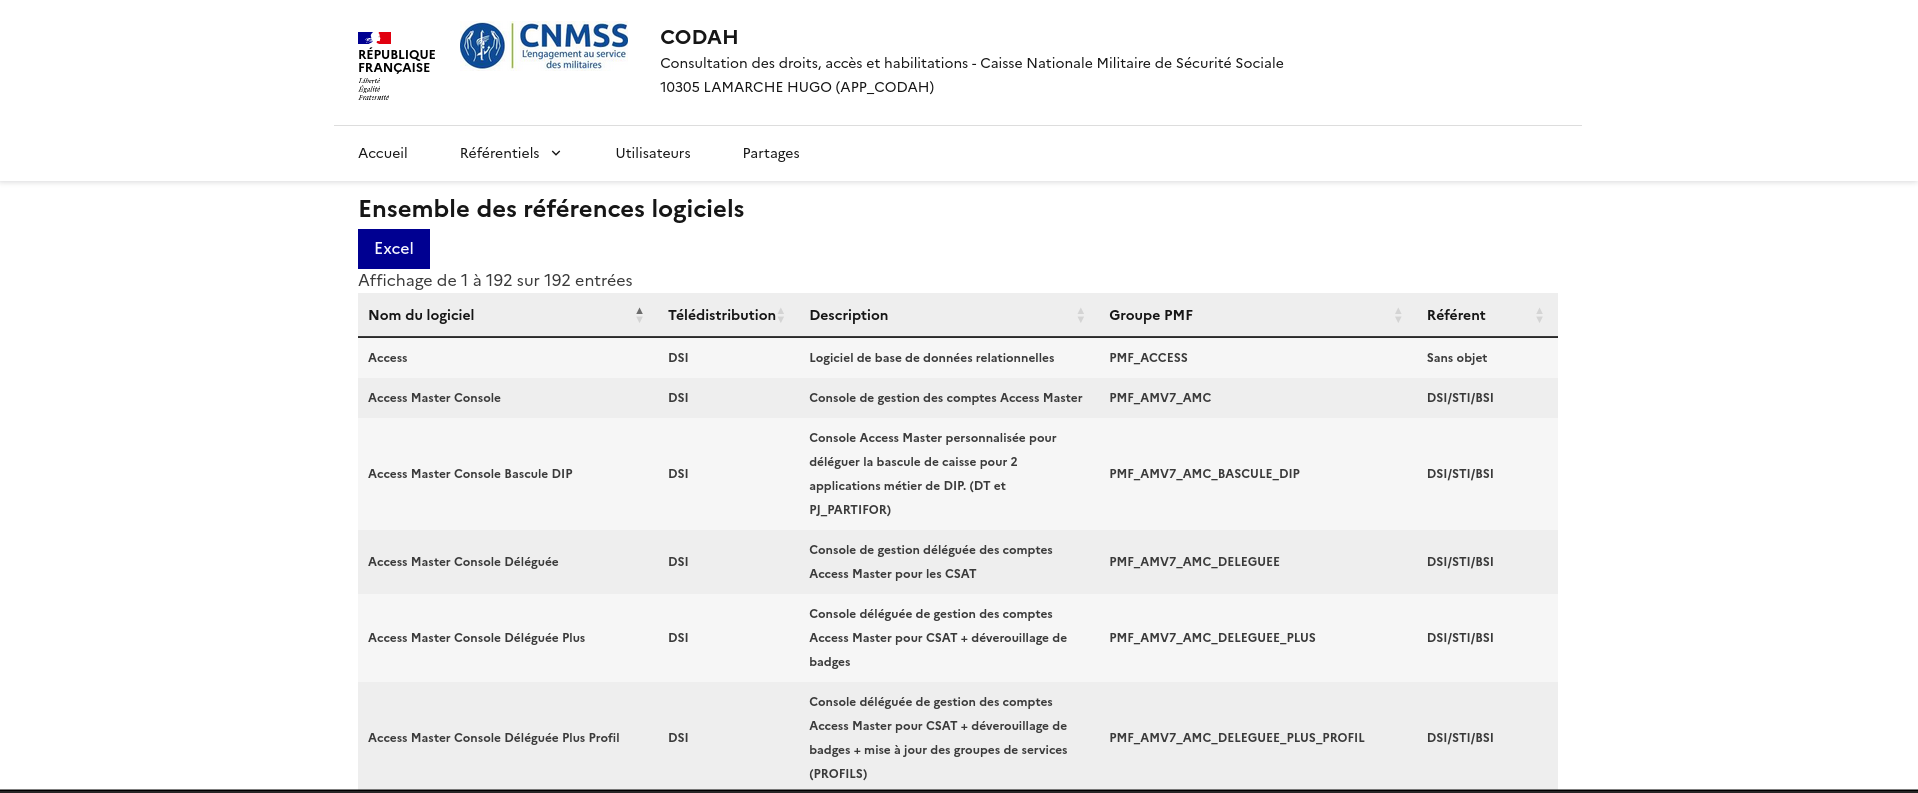 RÉPUBLIQUE
FRANÇAISE
Liberté
Égalité
Fraternité
CNMSS
L'engagement au service
des militaires
CODAH
Consultation des droits, accès et habilitations - Caisse Nationale Militaire de Sécurité Sociale
10305 LAMARCHE HUGO (APP_CODAH)
Accueil Référentiels Utilisateurs Partages
Ensemble des références logiciels
Excel
Affichage de 1 à 192 sur 192 entrées
Nom du logiciel Télédistribution Description Groupe PMF Référent
Access DSI Logiciel de base de données relationnelles PMF_ACCESS Sans objet
Access Master Console DSI Console de gestion des comptes Access Master PMF_AMV7_AMC DSI/STI/BSI
Console Access Master personnalisée pour
déléguer la bascule de caisse pour 2
Access Master Console Bascule DIP DSI PMF_AMV7_AMC_BASCULE_DIP DSI/STI/BSI
applications métier de DIP. (DT et
PJ_PARTIFOR)
Console de gestion déléguée des comptes
Access Master Console Déléguée DSI PMF_AMV7_AMC_DELEGUEE DSI/STI/BSI
Access Master pour les CSAT
Console déléguée de gestion des comptes
Access Master Console Déléguée Plus DSI Access Master pour CSAT + déverouillage de PMF_AMV7_AMC_DELEGUEE_PLUS DSI/STI/BSI
badges
Console déléguée de gestion des comptes
Access Master pour CSAT + déverouillage de
Access Master Console Déléguée Plus Profil DSI PMF_AMV7_AMC_DELEGUEE_PLUS_PROFIL DSI/STI/BSI
badges + mise à jour des groupes de services
(PROFILS)